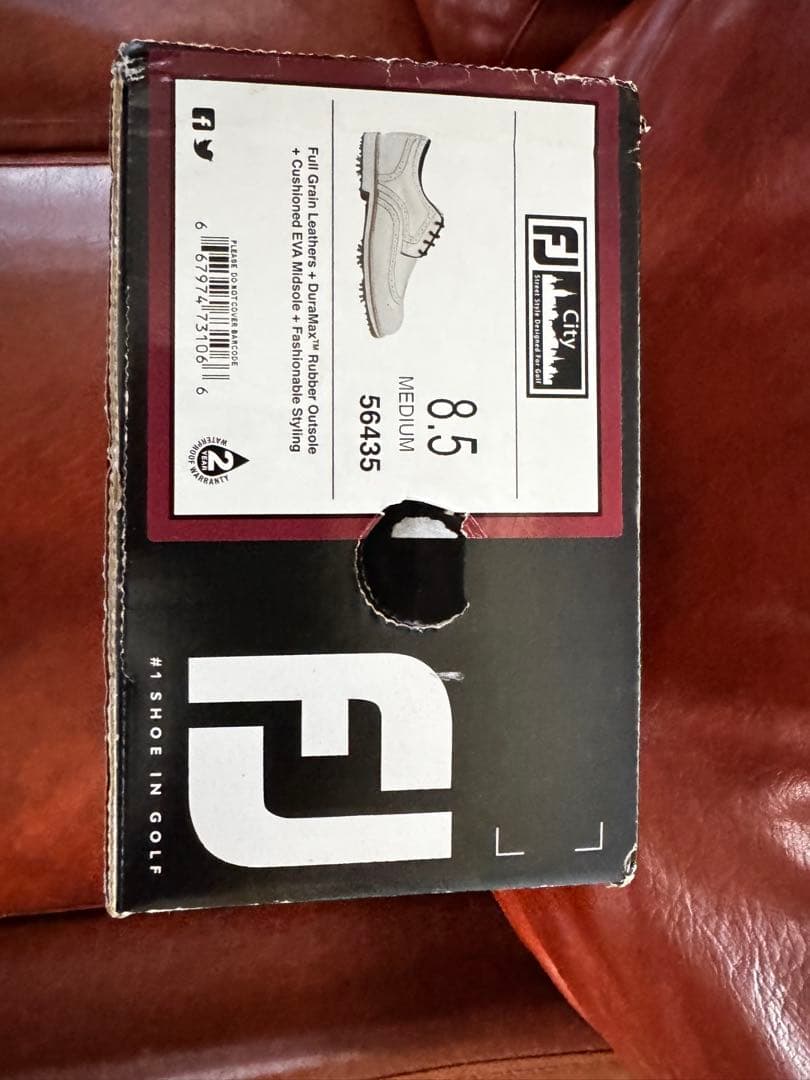 FJ
City
Street Style Designed For Golf
8.5
MEDIUM
56435
Full Grain Leathers + DuraMax™ Rubber Outsole
+ Cushioned EVA Midsole + Fashionable Styling
PLEASE DO NOT COVER BARCODE
6 67974 73106 6
2
YEAR
WATERPROOF WARRANTY
FJ
#1 SHOE IN GOLF